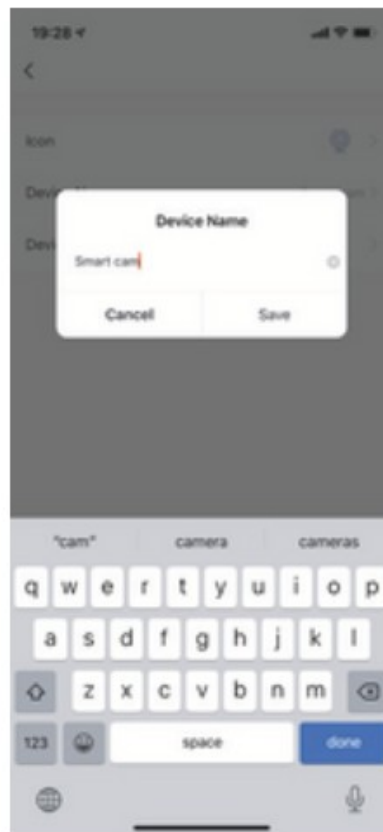 19:28
Icon
Device Name
Smart cam
Cancel Save
"cam" camera cameras
q w e r t y u i o p
a s d f g h j k l
z x c v b n m
123 space done